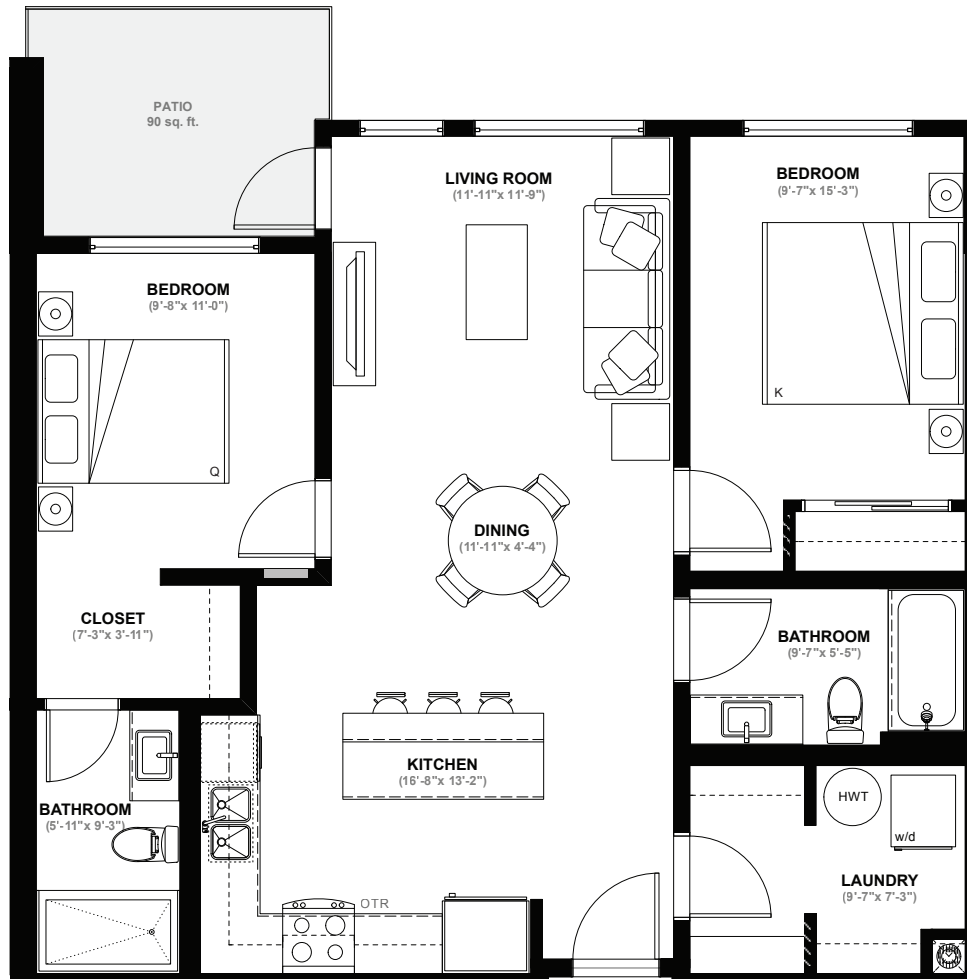 PATIO
90 sq. ft.
LIVING ROOM
(11'-11"x 11'-9")
BEDROOM
(9'-7"x 15'-3")
BEDROOM
(9'-8"x 11'-0")
K
Q
DINING
(11'-11"x 4'-4")
CLOSET
(7'-3"x 3'-11")
BATHROOM
(9'-7"x 5'-5")
KITCHEN
(16'-8"x 13'-2")
BATHROOM
(5'-11"x 9'-3")
HWT
w/d
LAUNDRY
(9'-7"x 7'-3")
OTR